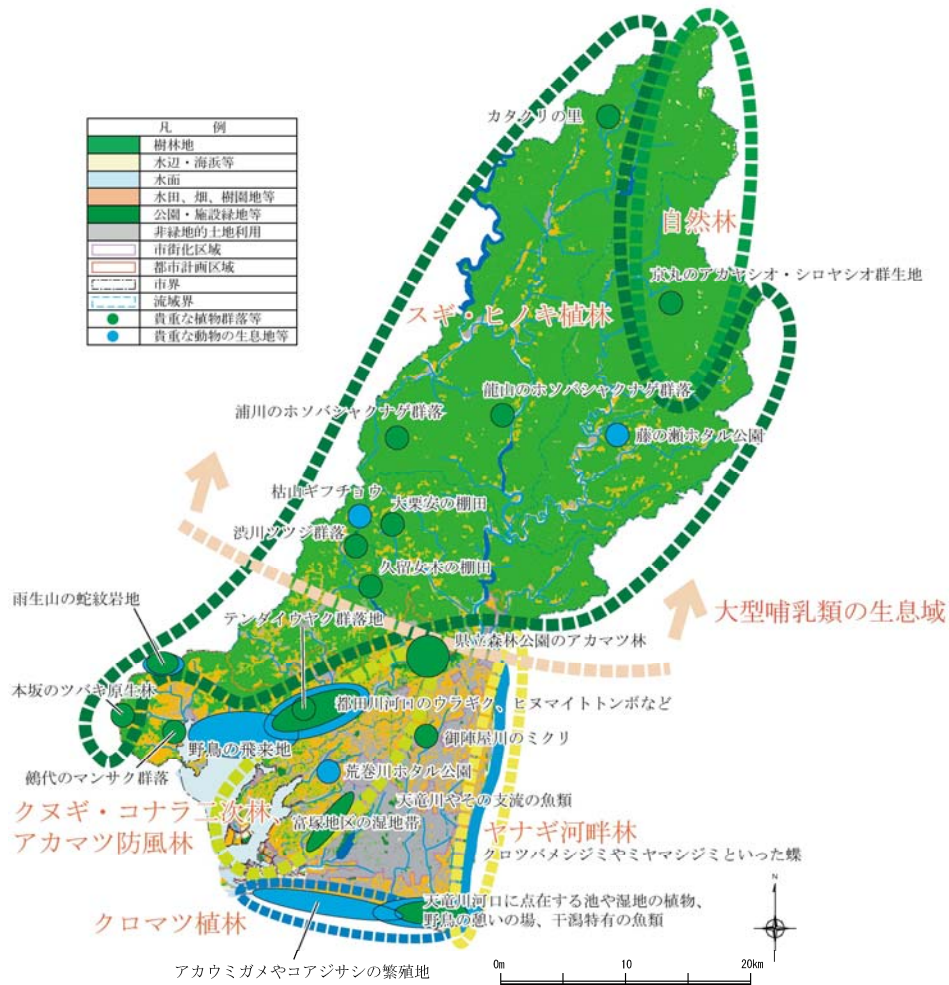 カタクリの里
凡 例
樹林地
水辺・海浜等
水面
水田、畑、樹園地等
公園・施設緑地等
非緑地的土地利用
市街化区域
都市計画区域
市界
流域界
貴重な植物群落等
貴重な動物の生息地等
自然林
京丸のアカヤシオ・シロヤシオ群生地
スギ・ヒノキ植林
龍山のホソバシャクナゲ群落
浦川のホソバシャクナゲ群落
藤の瀬ホタル公園
枯山ギフチョウ
大栗安の棚田
渋川ツツジ群落
久留女木の棚田
雨生山の蛇紋岩地
テンダイウヤク群落地
大型哺乳類の生息域
県立森林公園のアカマツ林
本坂のツバキ原生林
都田川河口のウラギク、ヒヌマイトトンボなど
御陣屋川のミクリ
野鳥の飛来地
鵺代のマンサク群落
荒巻川ホタル公園
天竜川やその支流の魚類
クヌギ・コナラ二次林、
アカマツ防風林
富塚地区の湿地帯
ヤナギ河畔林
クロツバメシジミやミヤマシジミといった蝶
天竜川河口に点在する池や湿地の植物、
野鳥の憩いの場、干潟特有の魚類
クロマツ植林
アカウミガメやコアジサシの繁殖地
N
0m 10 20km